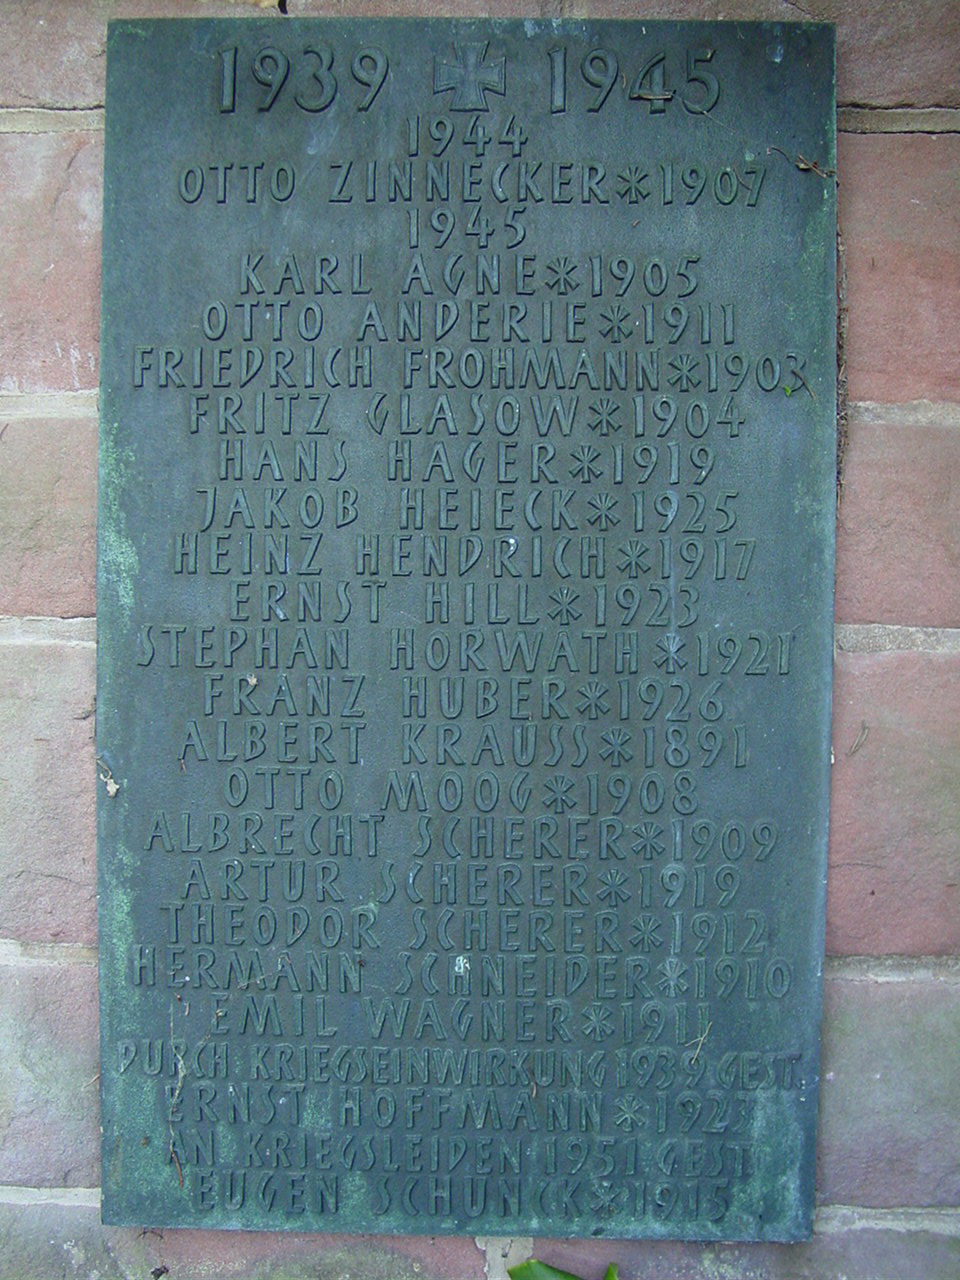 1939 ✠ 1945
1944
OTTO ZINNECKER * 1907
1945
KARL AGNE * 1905
OTTO ANDERIE * 1911
FRIEDRICH FROHMANN * 1903
FRITZ GLASOW * 1904
HANS HAGER * 1919
JAKOB HEIECK * 1925
HEINZ HENDRICH * 1917
ERNST HILL * 1923
STEPHAN HORWATH * 1921
FRANZ HUBER * 1926
ALBERT KRAUSS * 1891
OTTO MOOG * 1908
ALBRECHT SCHERER * 1909
ARTUR SCHERER * 1919
THEODOR SCHERER * 1912
HERMANN SCHNEIDER * 1910
EMIL WAGNER * 1911
DURCH KRIEGSEINWIRKUNG 1939 GEST.
ERNST HOFFMANN * 1923
AN KRIEGSLEIDEN 1951 GEST
EUGEN SCHUNCK * 1915